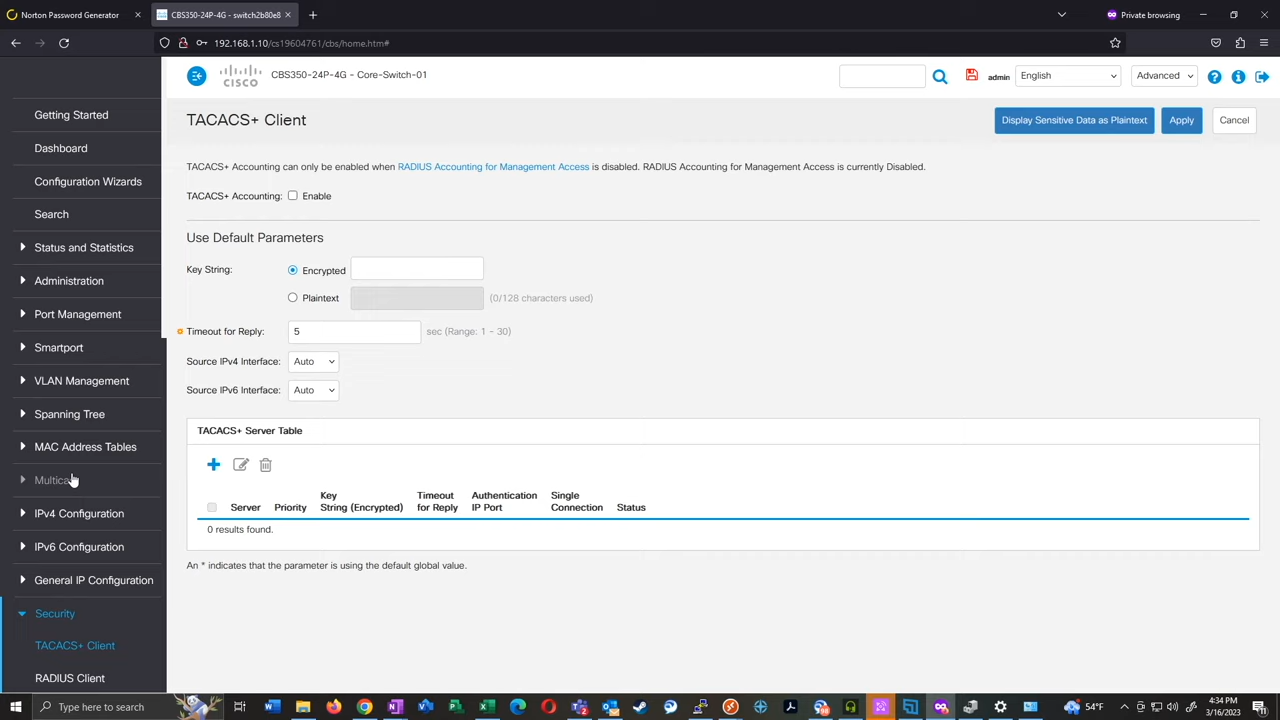 Norton Password Generator
CBS350-24P-4G - switch2b80e8
Private browsing
192.168.1.10/cs19604761/csb/home.htm#
CISCO
CBS350-24P-4G - Core-Switch-01
admin
English
Advanced
Getting Started
Dashboard
Configuration Wizards
Search
Status and Statistics
Administration
Port Management
Smartport
VLAN Management
Spanning Tree
MAC Address Tables
IPv4 Configuration
IPv6 Configuration
General IP Configuration
Security
TACACS+ Client
RADIUS Client
TACACS+ Client
Display Sensitive Data as Plaintext
Apply
Cancel
TACACS+ Accounting can only be enabled when RADIUS Accounting for Management Access is disabled. RADIUS Accounting for Management Access is currently Disabled.
TACACS+ Accounting: Enable
Use Default Parameters
Key String: Encrypted
Plaintext (0/128 characters used)
Timeout for Reply: 5 sec (Range: 1 - 30)
Source IPv4 Interface: Auto
Source IPv6 Interface: Auto
TACACS+ Server Table
Server Priority Key String (Encrypted) Timeout for Reply Authentication IP Port Single Connection Status
0 results found.
An * indicates that the parameter is using the default global value.
Type here to search
54°F
4:34 PM
3/16/2023